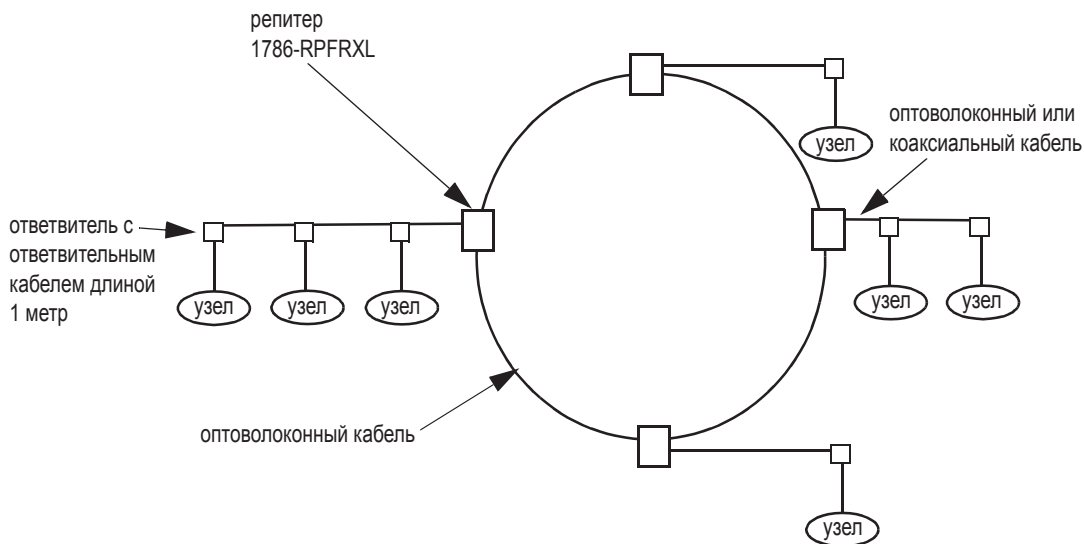 репитер
1786-RPFRXL
узел
оптоволоконный или
коаксиальный кабель
ответвитель с
ответвительным
кабелем длиной
1 метр
узел
узел
узел
узел
узел
оптоволоконный кабель
узел